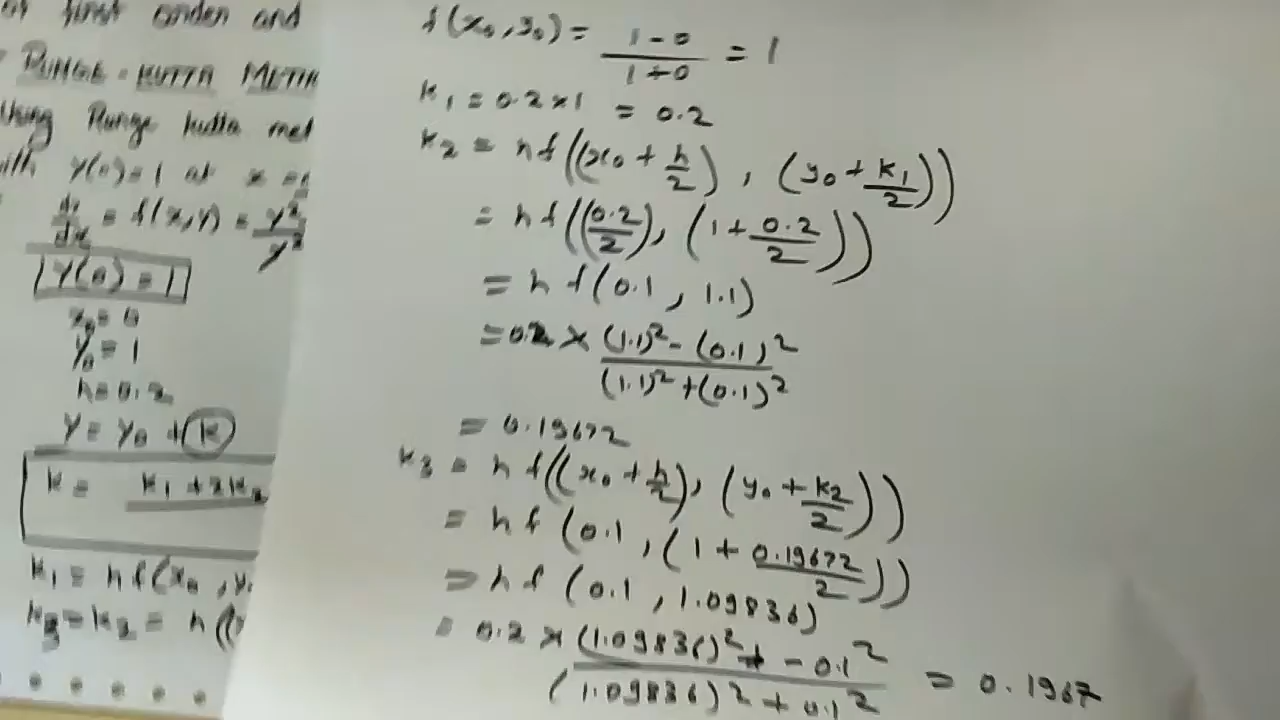 of first order and
RUNGE-KUTTA METH
Using Runge kutta met
with y(0)=1 at x =
dy/dx = f(x,y) = y²/y²
y(0) = 1
x₀ = 0
y₀ = 1
h = 0.2
y = y₀ + k
k = k₁ + 2k₂
k₁ = hf(x₀, y₀
k₂ = h((
f(x₀, y₀) = (1-0)/(1+0) = 1
k₁ = 0.2 × 1 = 0.2
k₂ = hf((x₀ + h/2), (y₀ + k₁/2))
= hf((0.2/2), (1 + 0.2/2))
= hf(0.1, 1.1)
= 0.2 × ((1.1)² - (0.1)²)/((1.1)² + (0.1)²)
= 0.19672
k₃ = hf((x₀ + h/2), (y₀ + k₂/2))
= hf(0.1, (1 + 0.19672/2))
= hf(0.1, 1.09836)
= 0.2 × ((1.09836)² - 0.1²)/((1.09836)² + 0.1²) = 0.1967